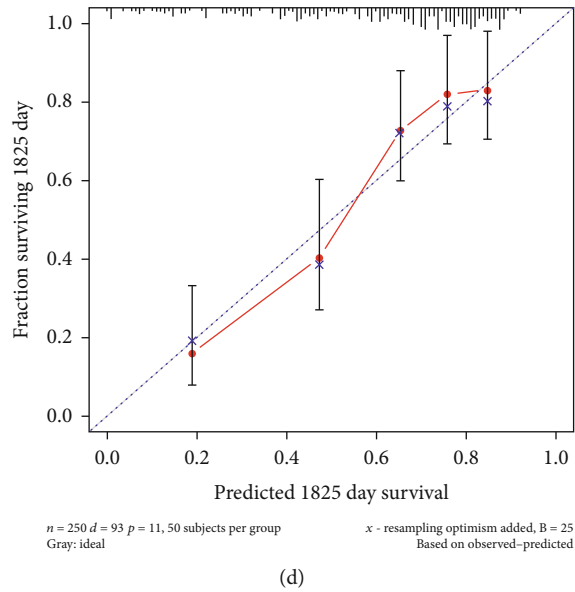 1.0
0.8
0.6
0.4
0.2
0.0
Fraction surviving 1825 day
0.0 0.2 0.4 0.6 0.8 1.0
Predicted 1825 day survival
n = 250 d = 93 p = 11, 50 subjects per group
Gray: ideal
x - resampling optimism added, B = 25
Based on observed–predicted
(d)